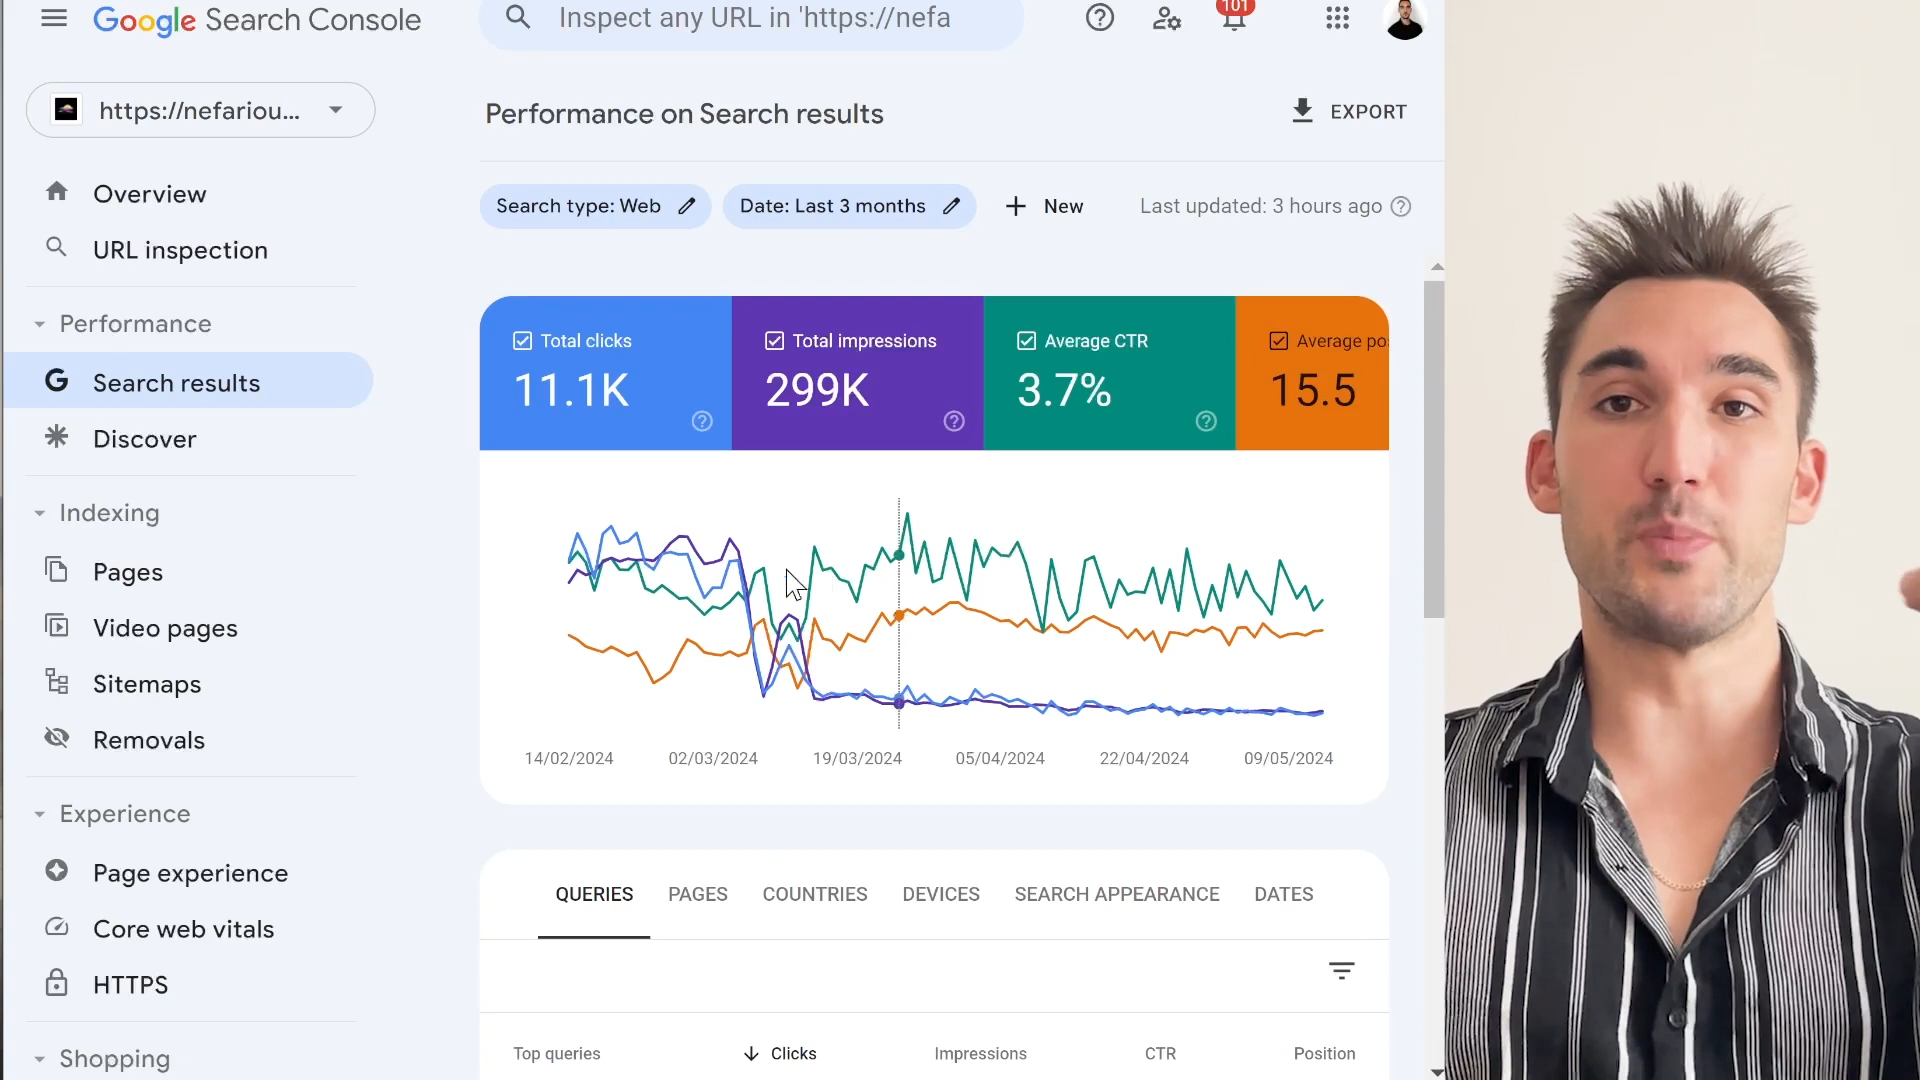 Google Search Console
Inspect any URL in 'https://nefa
101
https://nefariou...
Performance on Search results
EXPORT
Search type: Web
Date: Last 3 months
New
Last updated: 3 hours ago
Overview
URL inspection
Performance
Search results
Discover
Indexing
Pages
Video pages
Sitemaps
Removals
Experience
Page experience
Core web vitals
HTTPS
Shopping
Total clicks
11.1K
Total impressions
299K
Average CTR
3.7%
Average pos
15.5
14/02/2024 02/03/2024 19/03/2024 05/04/2024 22/04/2024 09/05/2024
QUERIES PAGES COUNTRIES DEVICES SEARCH APPEARANCE DATES
Top queries Clicks Impressions CTR Position